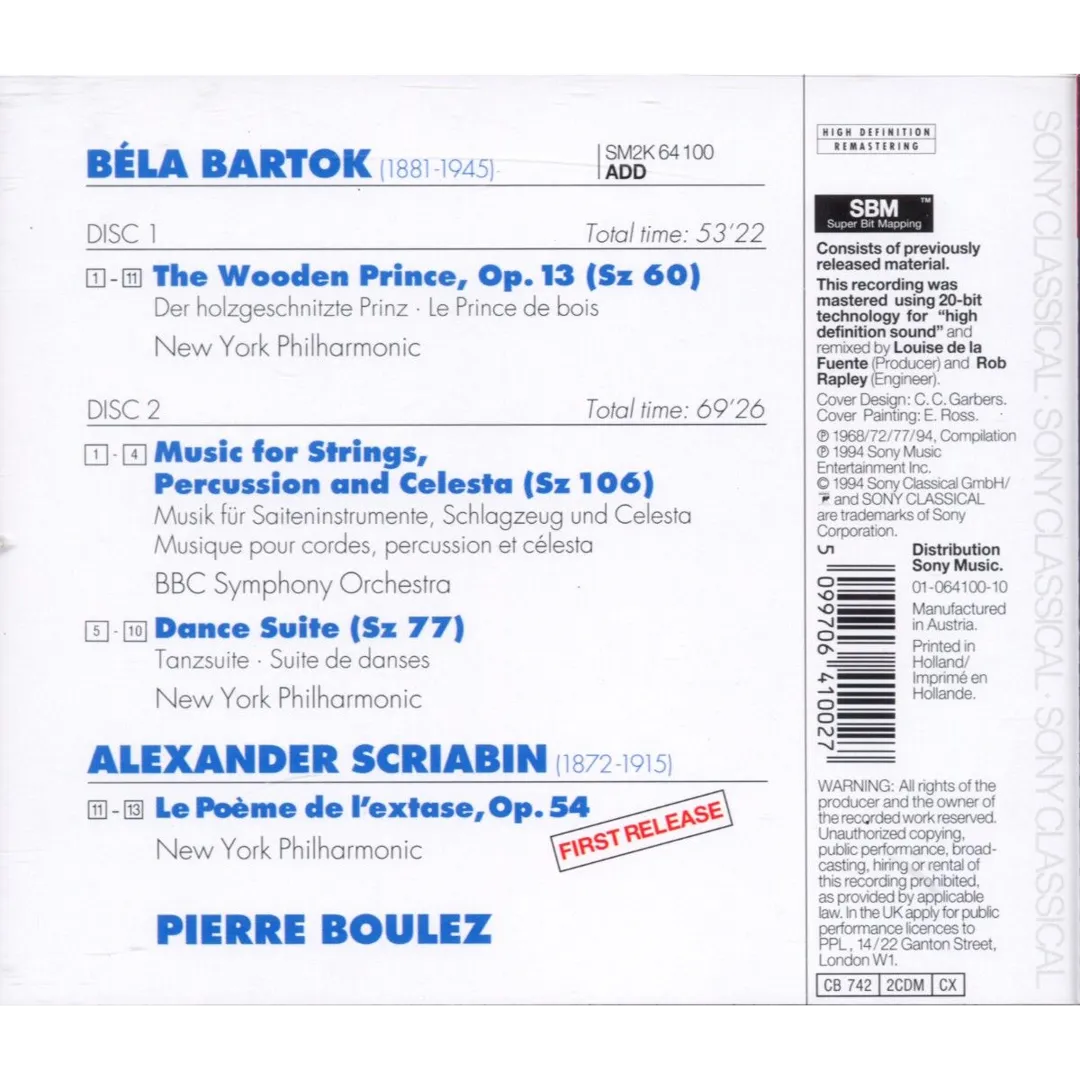 BÉLA BARTOK (1881-1945)
SM2K 64100
ADD
DISC 1 Total time: 53'22
1 - 11 The Wooden Prince, Op. 13 (Sz 60)
Der holzgeschnitzte Prinz · Le Prince de bois
New York Philharmonic
DISC 2 Total time: 69'26
1 - 4 Music for Strings,
Percussion and Celesta (Sz 106)
Musik für Saiteninstrumente, Schlagzeug und Celesta
Musique pour cordes, percussion et célesta
BBC Symphony Orchestra
5 - 10 Dance Suite (Sz 77)
Tanzsuite · Suite de danses
New York Philharmonic
ALEXANDER SCRIABIN (1872-1915)
11 - 13 Le Poème de l'extase, Op. 54
New York Philharmonic
FIRST RELEASE
PIERRE BOULEZ
HIGH DEFINITION
REMASTERING
SBM™
Super Bit Mapping
Consists of previously
released material.
This recording was
mastered using 20-bit
technology for “high
definition sound” and
remixed by Louise de la
Fuente (Producer) and Rob
Rapley (Engineer).
Cover Design: C. C. Garbers.
Cover Painting: E. Ross.
℗ 1968/72/77/94, Compilation
℗ 1994 Sony Music
Entertainment Inc.
© 1994 Sony Classical GmbH/
and SONY CLASSICAL
are trademarks of Sony
Corporation.
5 099706 410027
Distribution
Sony Music.
01-064100-10
Manufactured
in Austria.
Printed in
Holland/
Imprimé en
Hollande.
WARNING: All rights of the
producer and the owner of
the recorded work reserved.
Unauthorized copying,
public performance, broad-
casting, hiring or rental of
this recording prohibited,
as provided by applicable
law. In the UK apply for public
performance licences to
PPL, 14/22 Ganton Street,
London W1.
CB 742 2CDM CX
SONY CLASSICAL · SONY CLASSICAL · SONY CLASSICAL